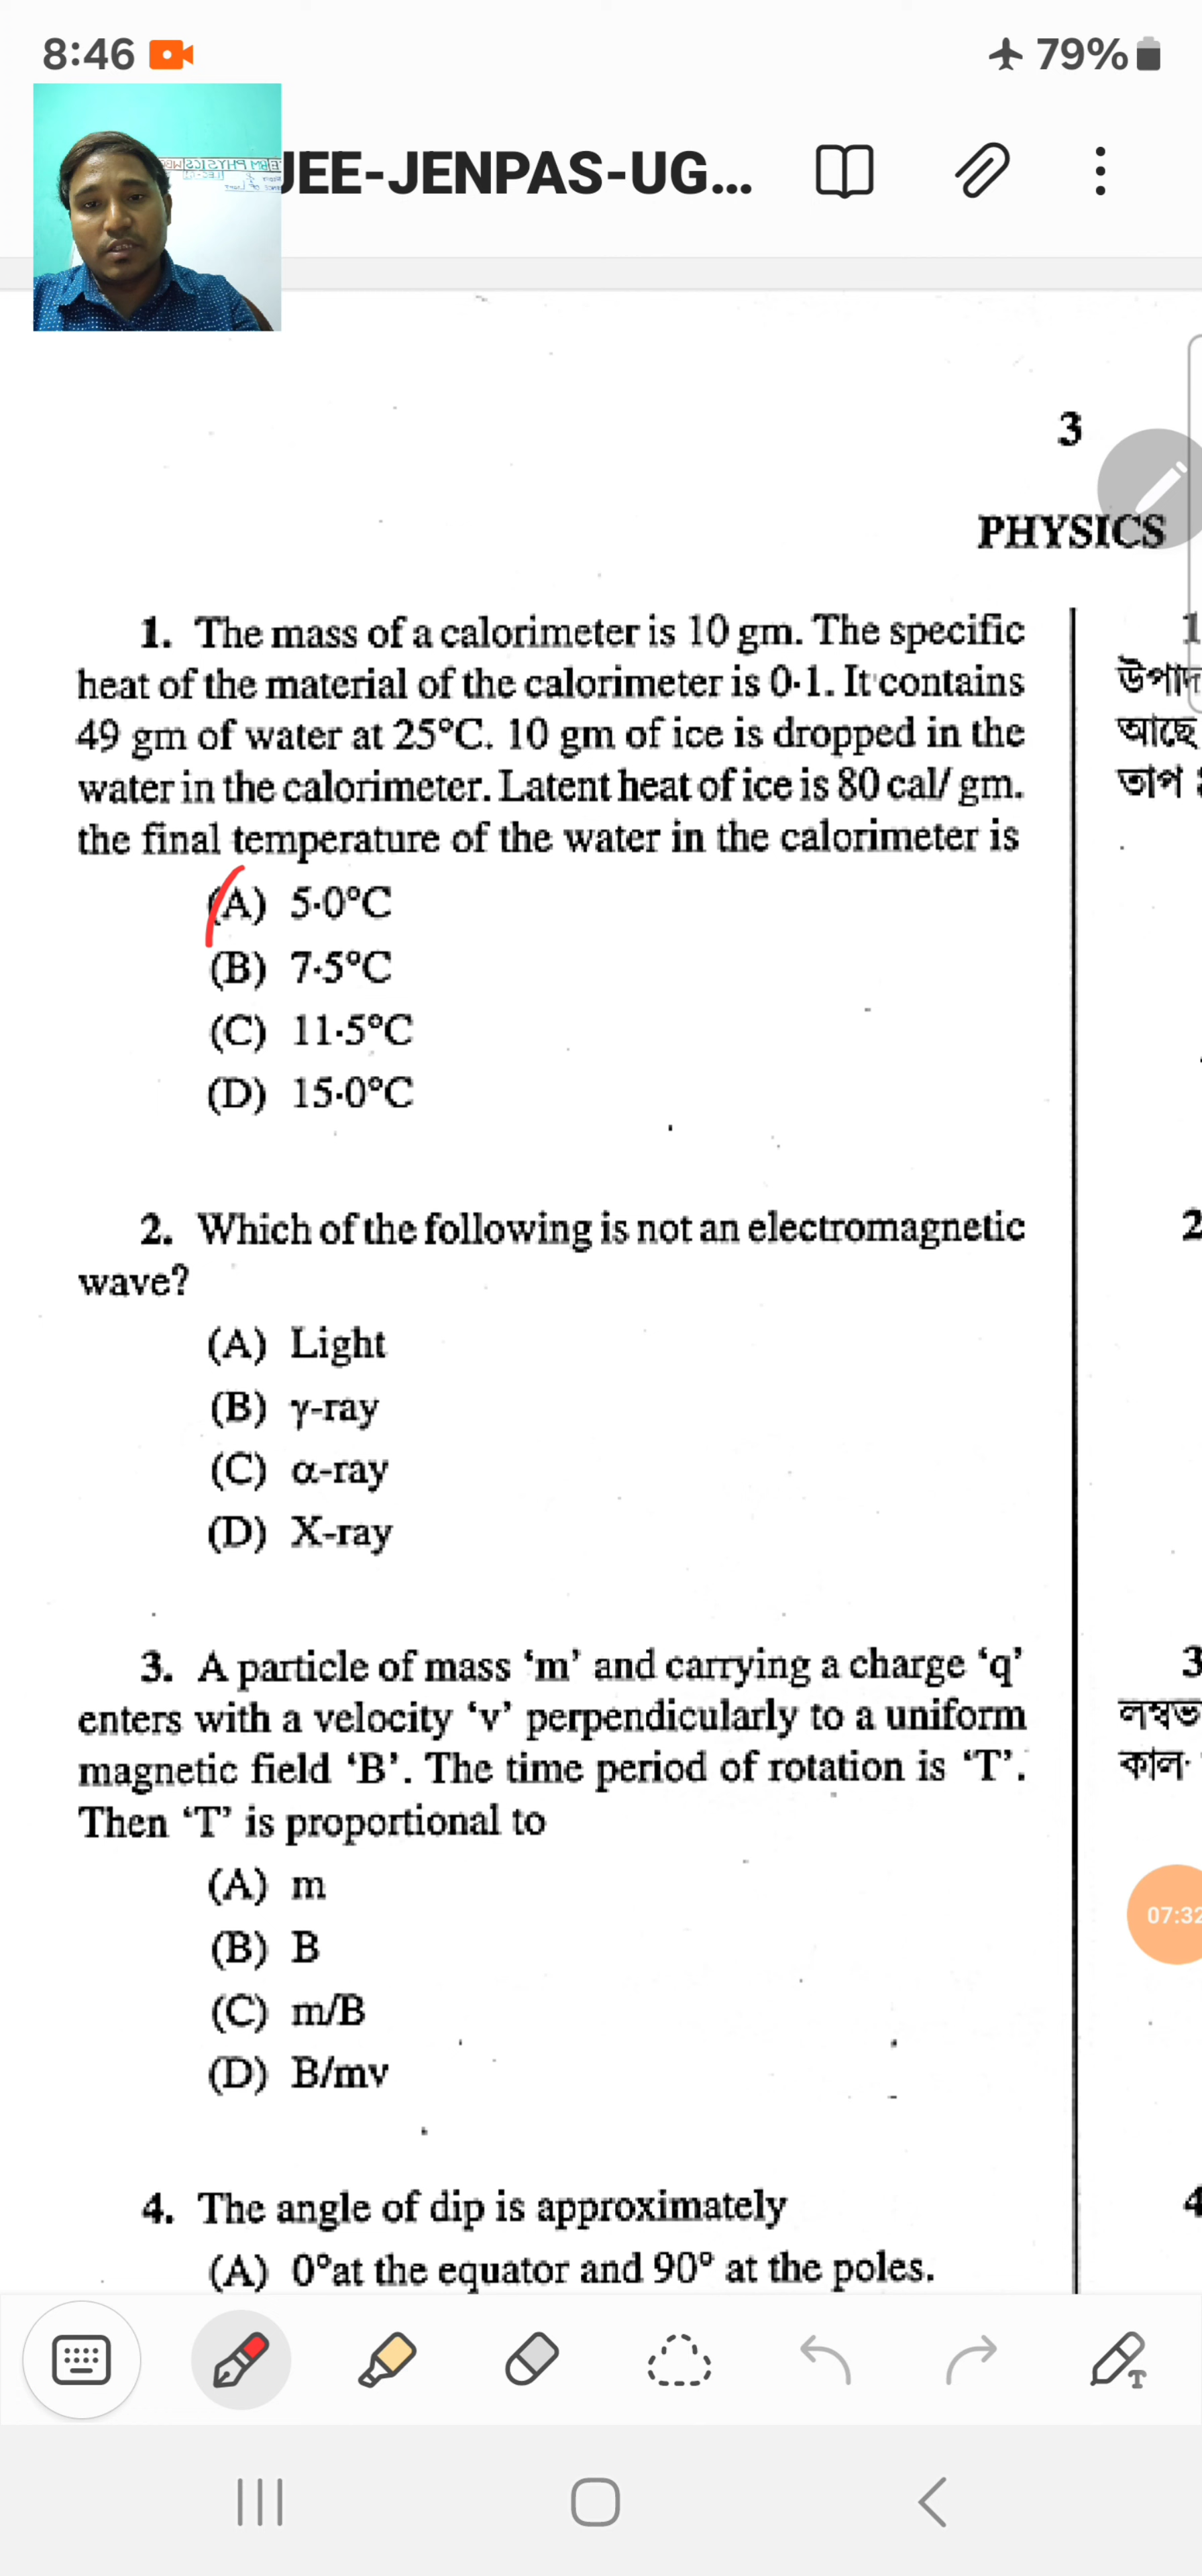 8:46
79%
JEE-JENPAS-UG...
3
PHYSICS
1. The mass of a calorimeter is 10 gm. The specific
heat of the material of the calorimeter is 0·1. It contains
49 gm of water at 25°C. 10 gm of ice is dropped in the
water in the calorimeter. Latent heat of ice is 80 cal/ gm.
the final temperature of the water in the calorimeter is
(A) 5·0°C
(B) 7·5°C
(C) 11·5°C
(D) 15·0°C
2. Which of the following is not an electromagnetic
wave?
(A) Light
(B) γ-ray
(C) α-ray
(D) X-ray
3. A particle of mass ‘m’ and carrying a charge ‘q’
enters with a velocity ‘v’ perpendicularly to a uniform
magnetic field ‘B’. The time period of rotation is ‘T’.
Then ‘T’ is proportional to
(A) m
(B) B
(C) m/B
(D) B/mv
4. The angle of dip is approximately
(A) 0°at the equator and 90° at the poles.
1
আছে
তাপ
2
3
কাল
4
07:32
T